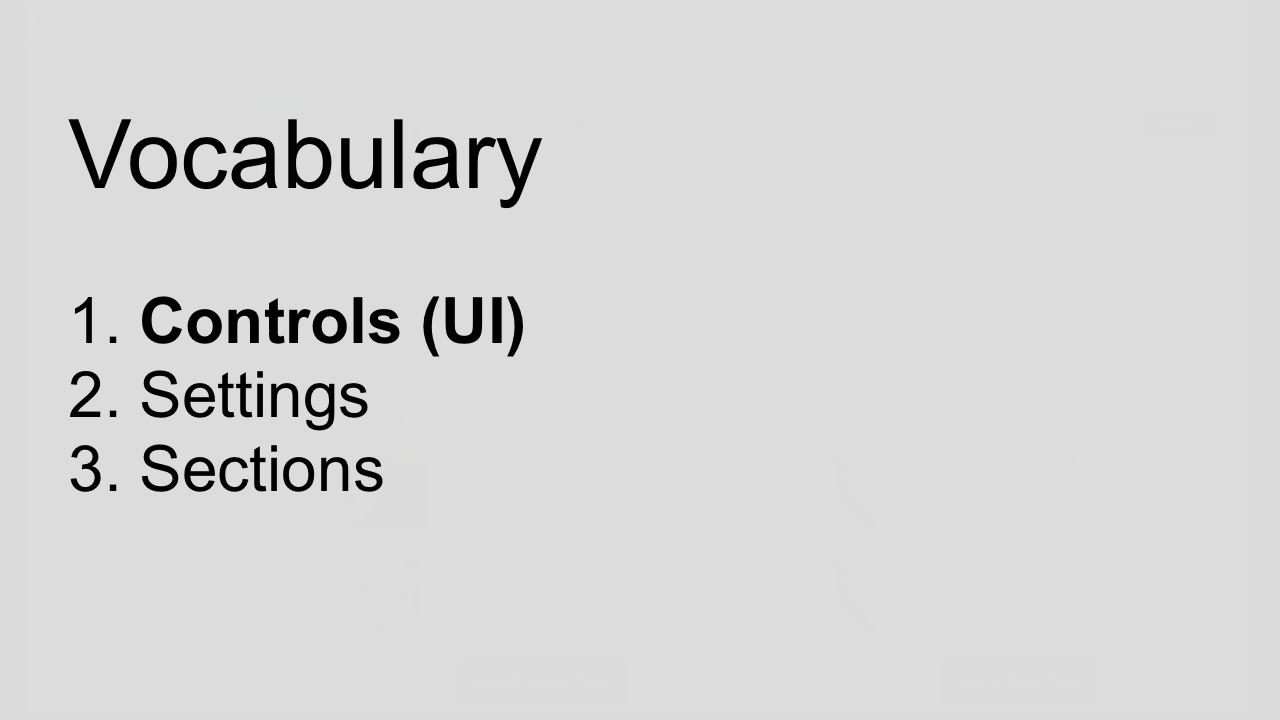 Vocabulary
1. Controls (UI)
2. Settings
3. Sections